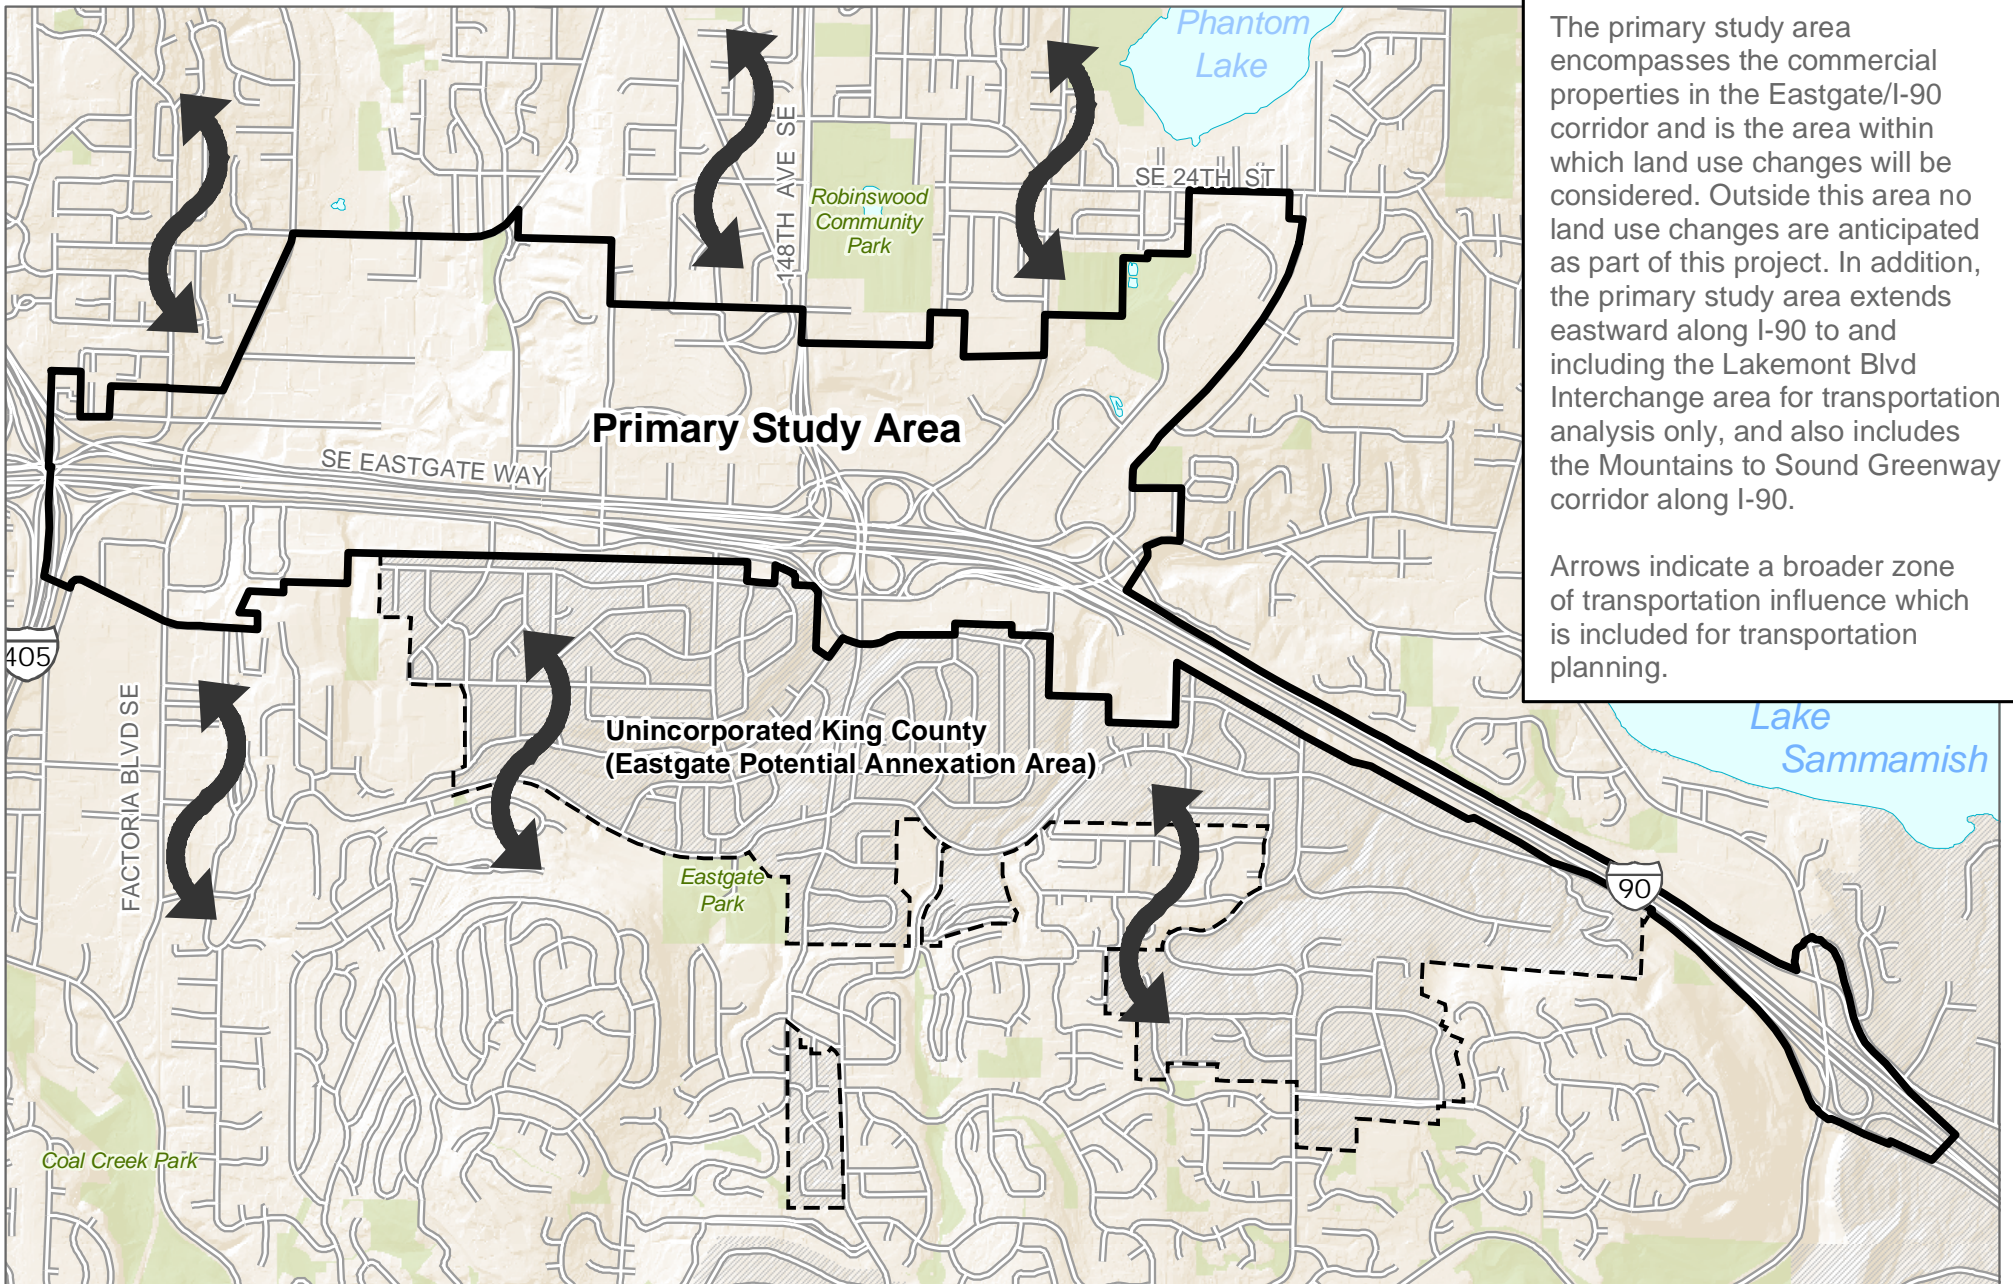 Phantom
Lake
The primary study area
encompasses the commercial
properties in the Eastgate/I-90
corridor and is the area within
which land use changes will be
considered. Outside this area no
land use changes are anticipated
as part of this project. In addition,
the primary study area extends
eastward along I-90 to and
including the Lakemont Blvd
Interchange area for transportation
analysis only, and also includes
the Mountains to Sound Greenway
corridor along I-90.
Arrows indicate a broader zone
of transportation influence which
is included for transportation
planning.
148TH AVE SE
SE 24TH ST
Robinswood
Community
Park
Primary Study Area
SE EASTGATE WAY
405
FACTORIA BLVD SE
Unincorporated King County
(Eastgate Potential Annexation Area)
Lake
Sammamish
Eastgate
Park
90
Coal Creek Park